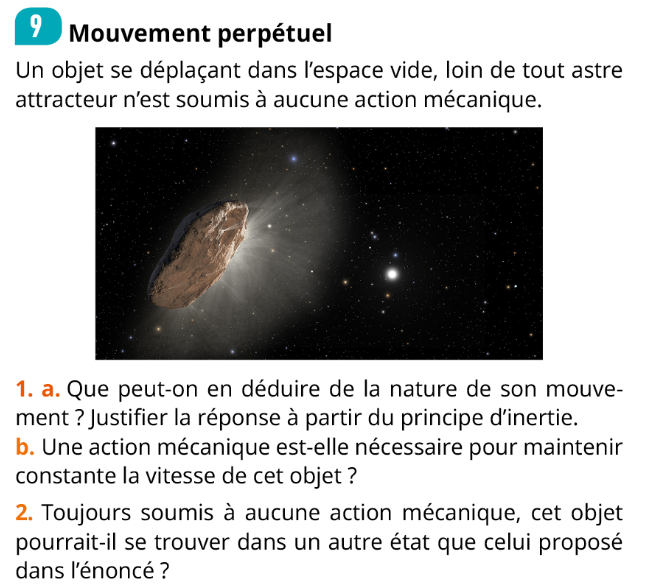 9 Mouvement perpétuel
Un objet se déplaçant dans l’espace vide, loin de tout astre
attracteur n’est soumis à aucune action mécanique.
1. a. Que peut-on en déduire de la nature de son mouve-
ment ? Justifier la réponse à partir du principe d’inertie.
b. Une action mécanique est-elle nécessaire pour maintenir
constante la vitesse de cet objet ?
2. Toujours soumis à aucune action mécanique, cet objet
pourrait-il se trouver dans un autre état que celui proposé
dans l’énoncé ?